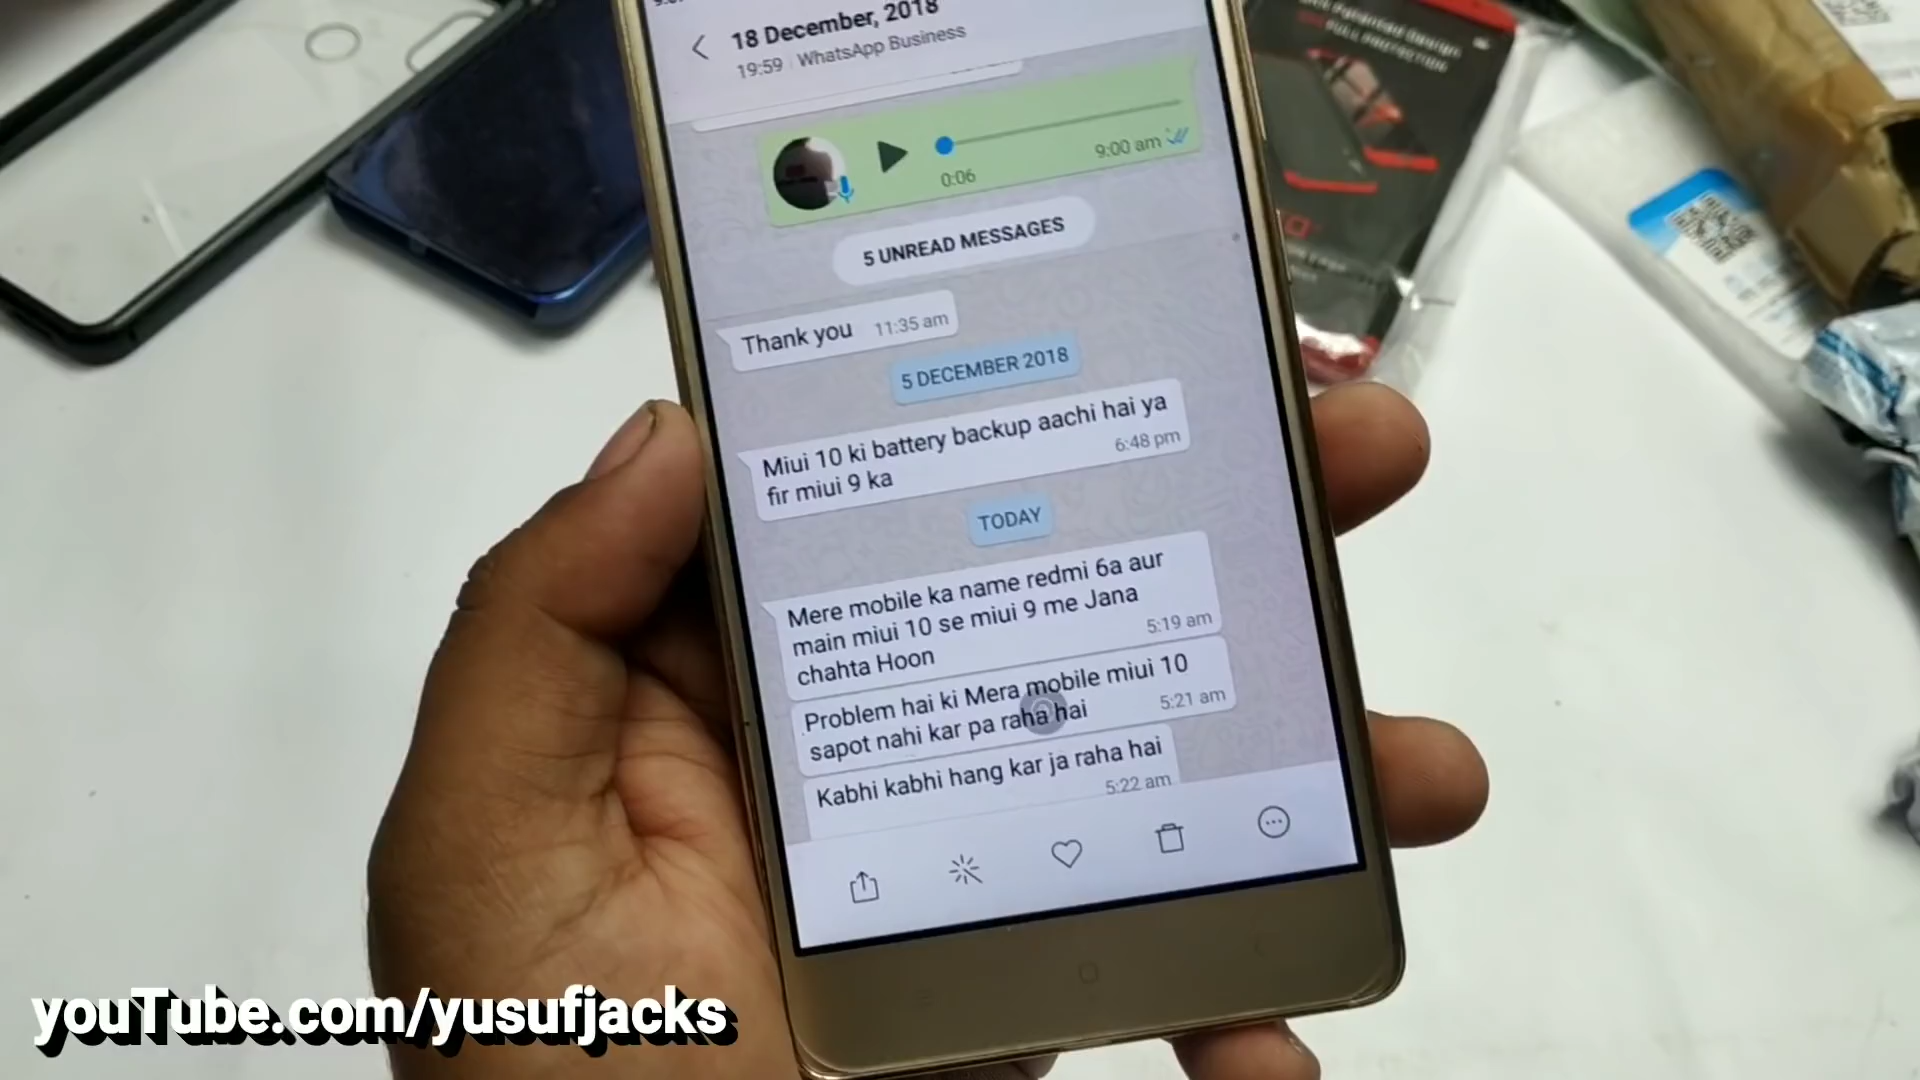 18 December, 2018
19:59 WhatsApp Business
0:06
9:00 am
5 UNREAD MESSAGES
Thank you 11:35 am
5 DECEMBER 2018
Miui 10 ki battery backup aachi hai ya
fir miui 9 ka
6:48 pm
TODAY
Mere mobile ka name redmi 6a aur
main miui 10 se miui 9 me Jana
chahta Hoon
5:19 am
Problem hai ki Mera mobile miui 10
sapot nahi kar pa raha hai
5:21 am
Kabhi kabhi hang kar ja raha hai
5:22 am
FULL PROTECTION
youTube.com/yusufjacks